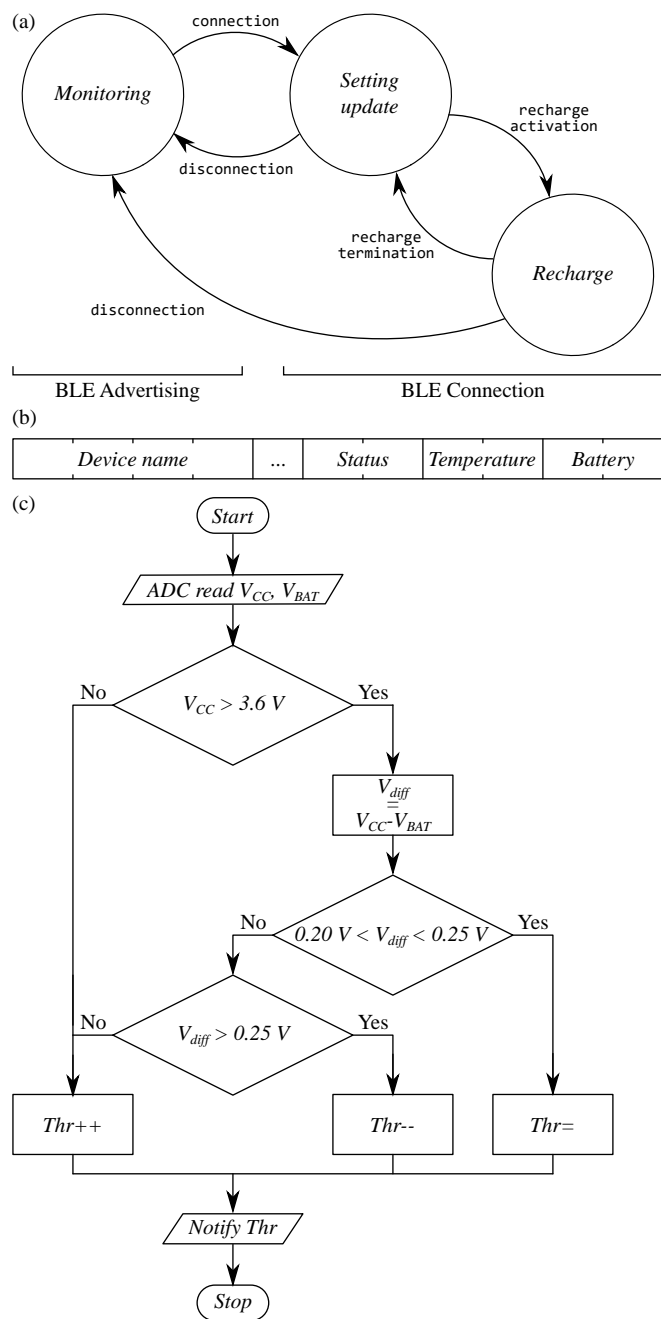 (a)
connection
Monitoring
Setting
update
recharge
activation
disconnection
recharge
termination
Recharge
disconnection
BLE Advertising
BLE Connection
(b)
Device name ... Status Temperature Battery
(c)
Start
ADC read V_CC, V_BAT
No
V_CC > 3.6 V
Yes
V_diff
=
V_CC-V_BAT
No
0.20 V < V_diff < 0.25 V
Yes
No
V_diff > 0.25 V
Yes
Thr++
Thr--
Thr=
Notify Thr
Stop